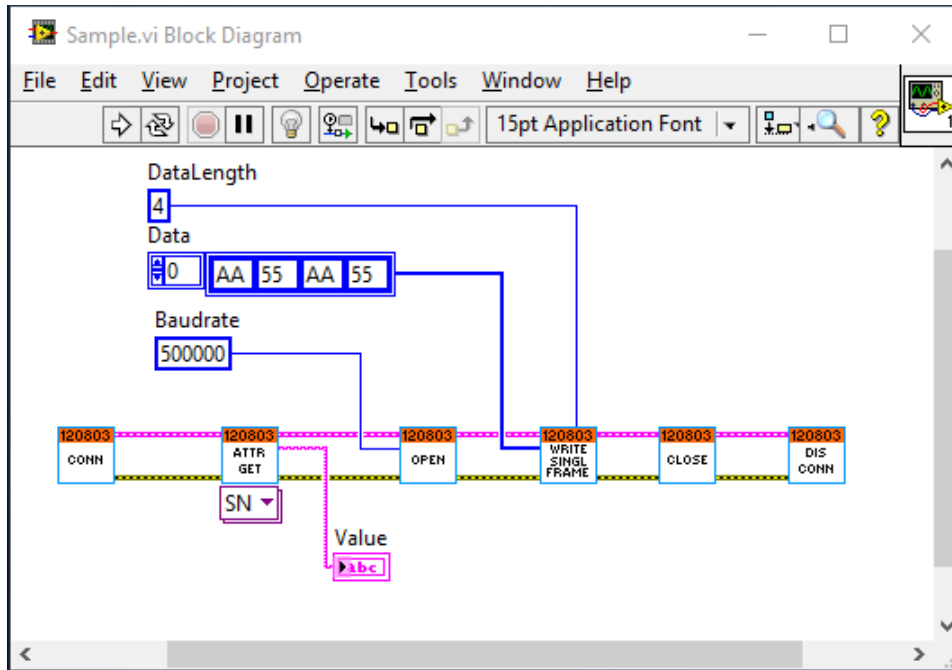 Sample.vi Block Diagram
File Edit View Project Operate Tools Window Help
15pt Application Font
DataLength
4
Data
0 AA 55 AA 55
Baudrate
500000
120803 120803 120803 120803 120803 120803
CONN ATTR GET OPEN WRITE SINGL FRAME CLOSE DIS CONN
SN
Value
abc